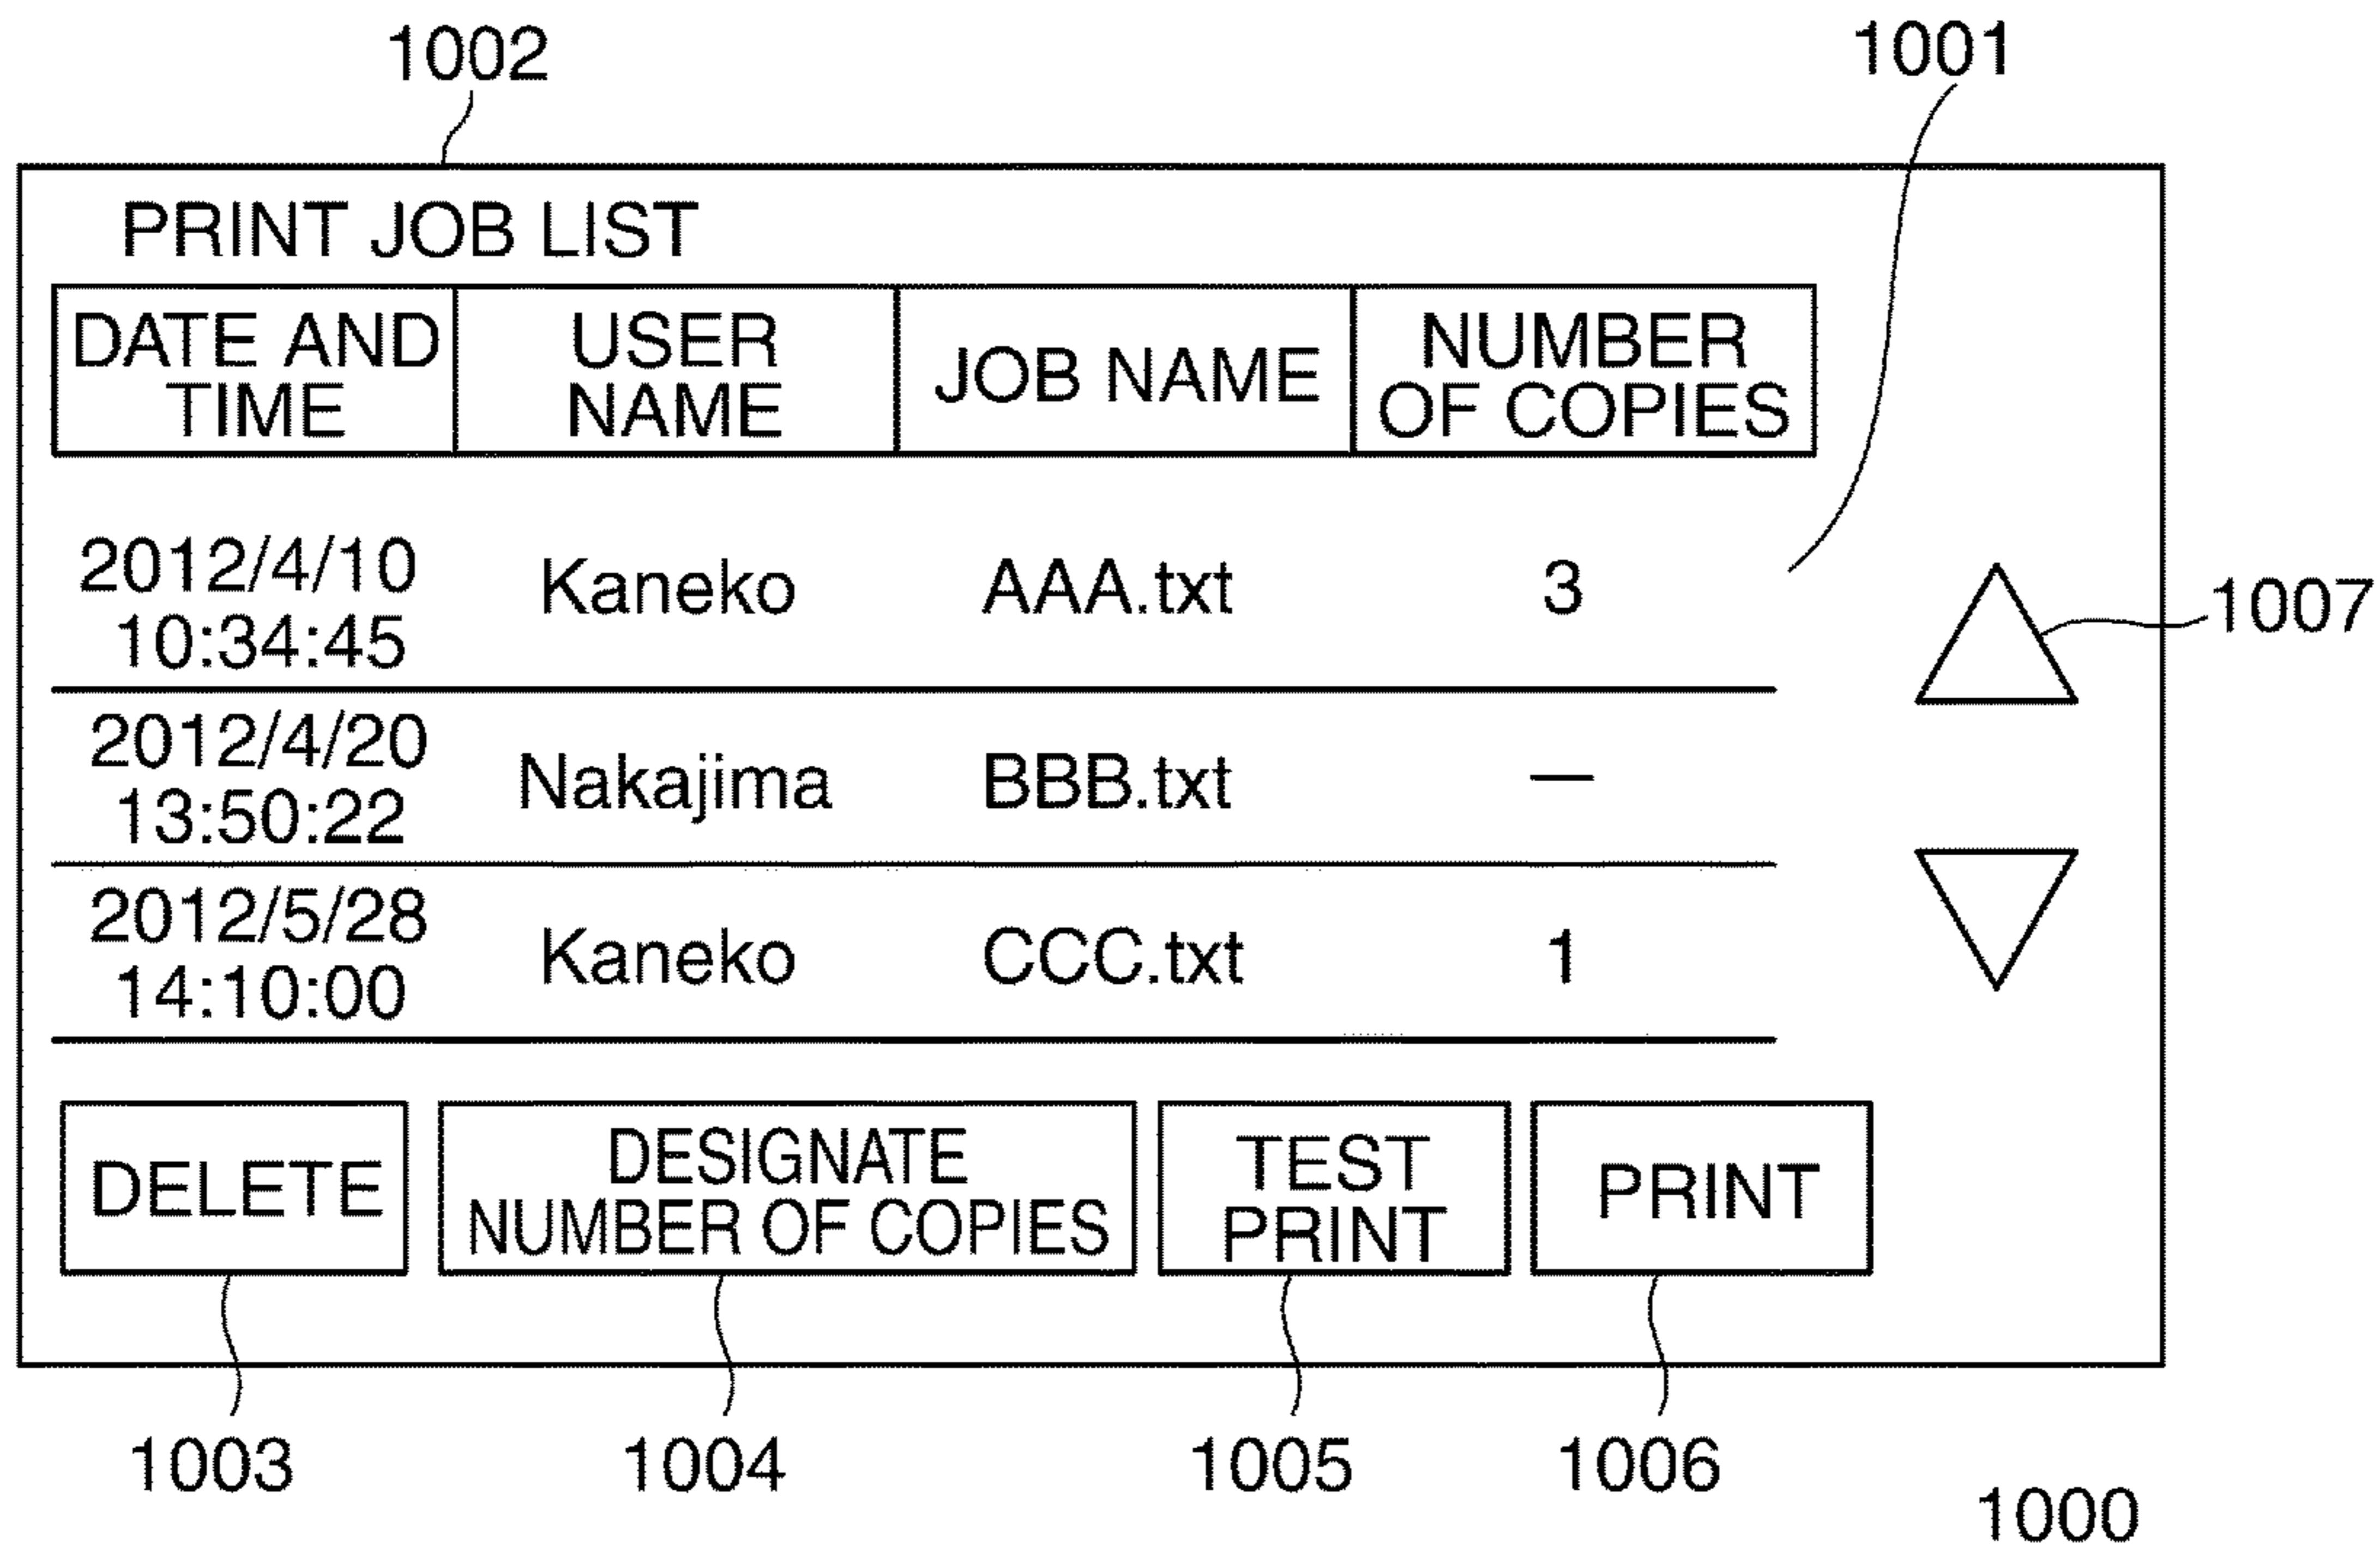 1002
1001
PRINT JOB LIST
DATE AND TIME
USER NAME
JOB NAME
NUMBER OF COPIES
2012/4/10
10:34:45
Kaneko
AAA.txt
3
1007
2012/4/20
13:50:22
Nakajima
BBB.txt
—
2012/5/28
14:10:00
Kaneko
CCC.txt
1
DELETE
DESIGNATE
NUMBER OF COPIES
TEST
PRINT
PRINT
1003
1004
1005
1006
1000